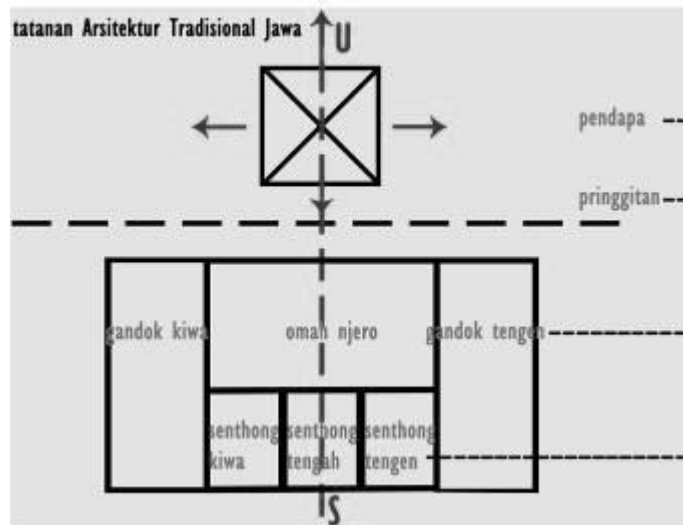 tatanan Arsitektur Tradisional Jawa
U
pendapa
pringgitan
gandok kiwa
omah njero
gandok tengen
senthong
kiwa
senthong
tengah
senthong
tengen
S